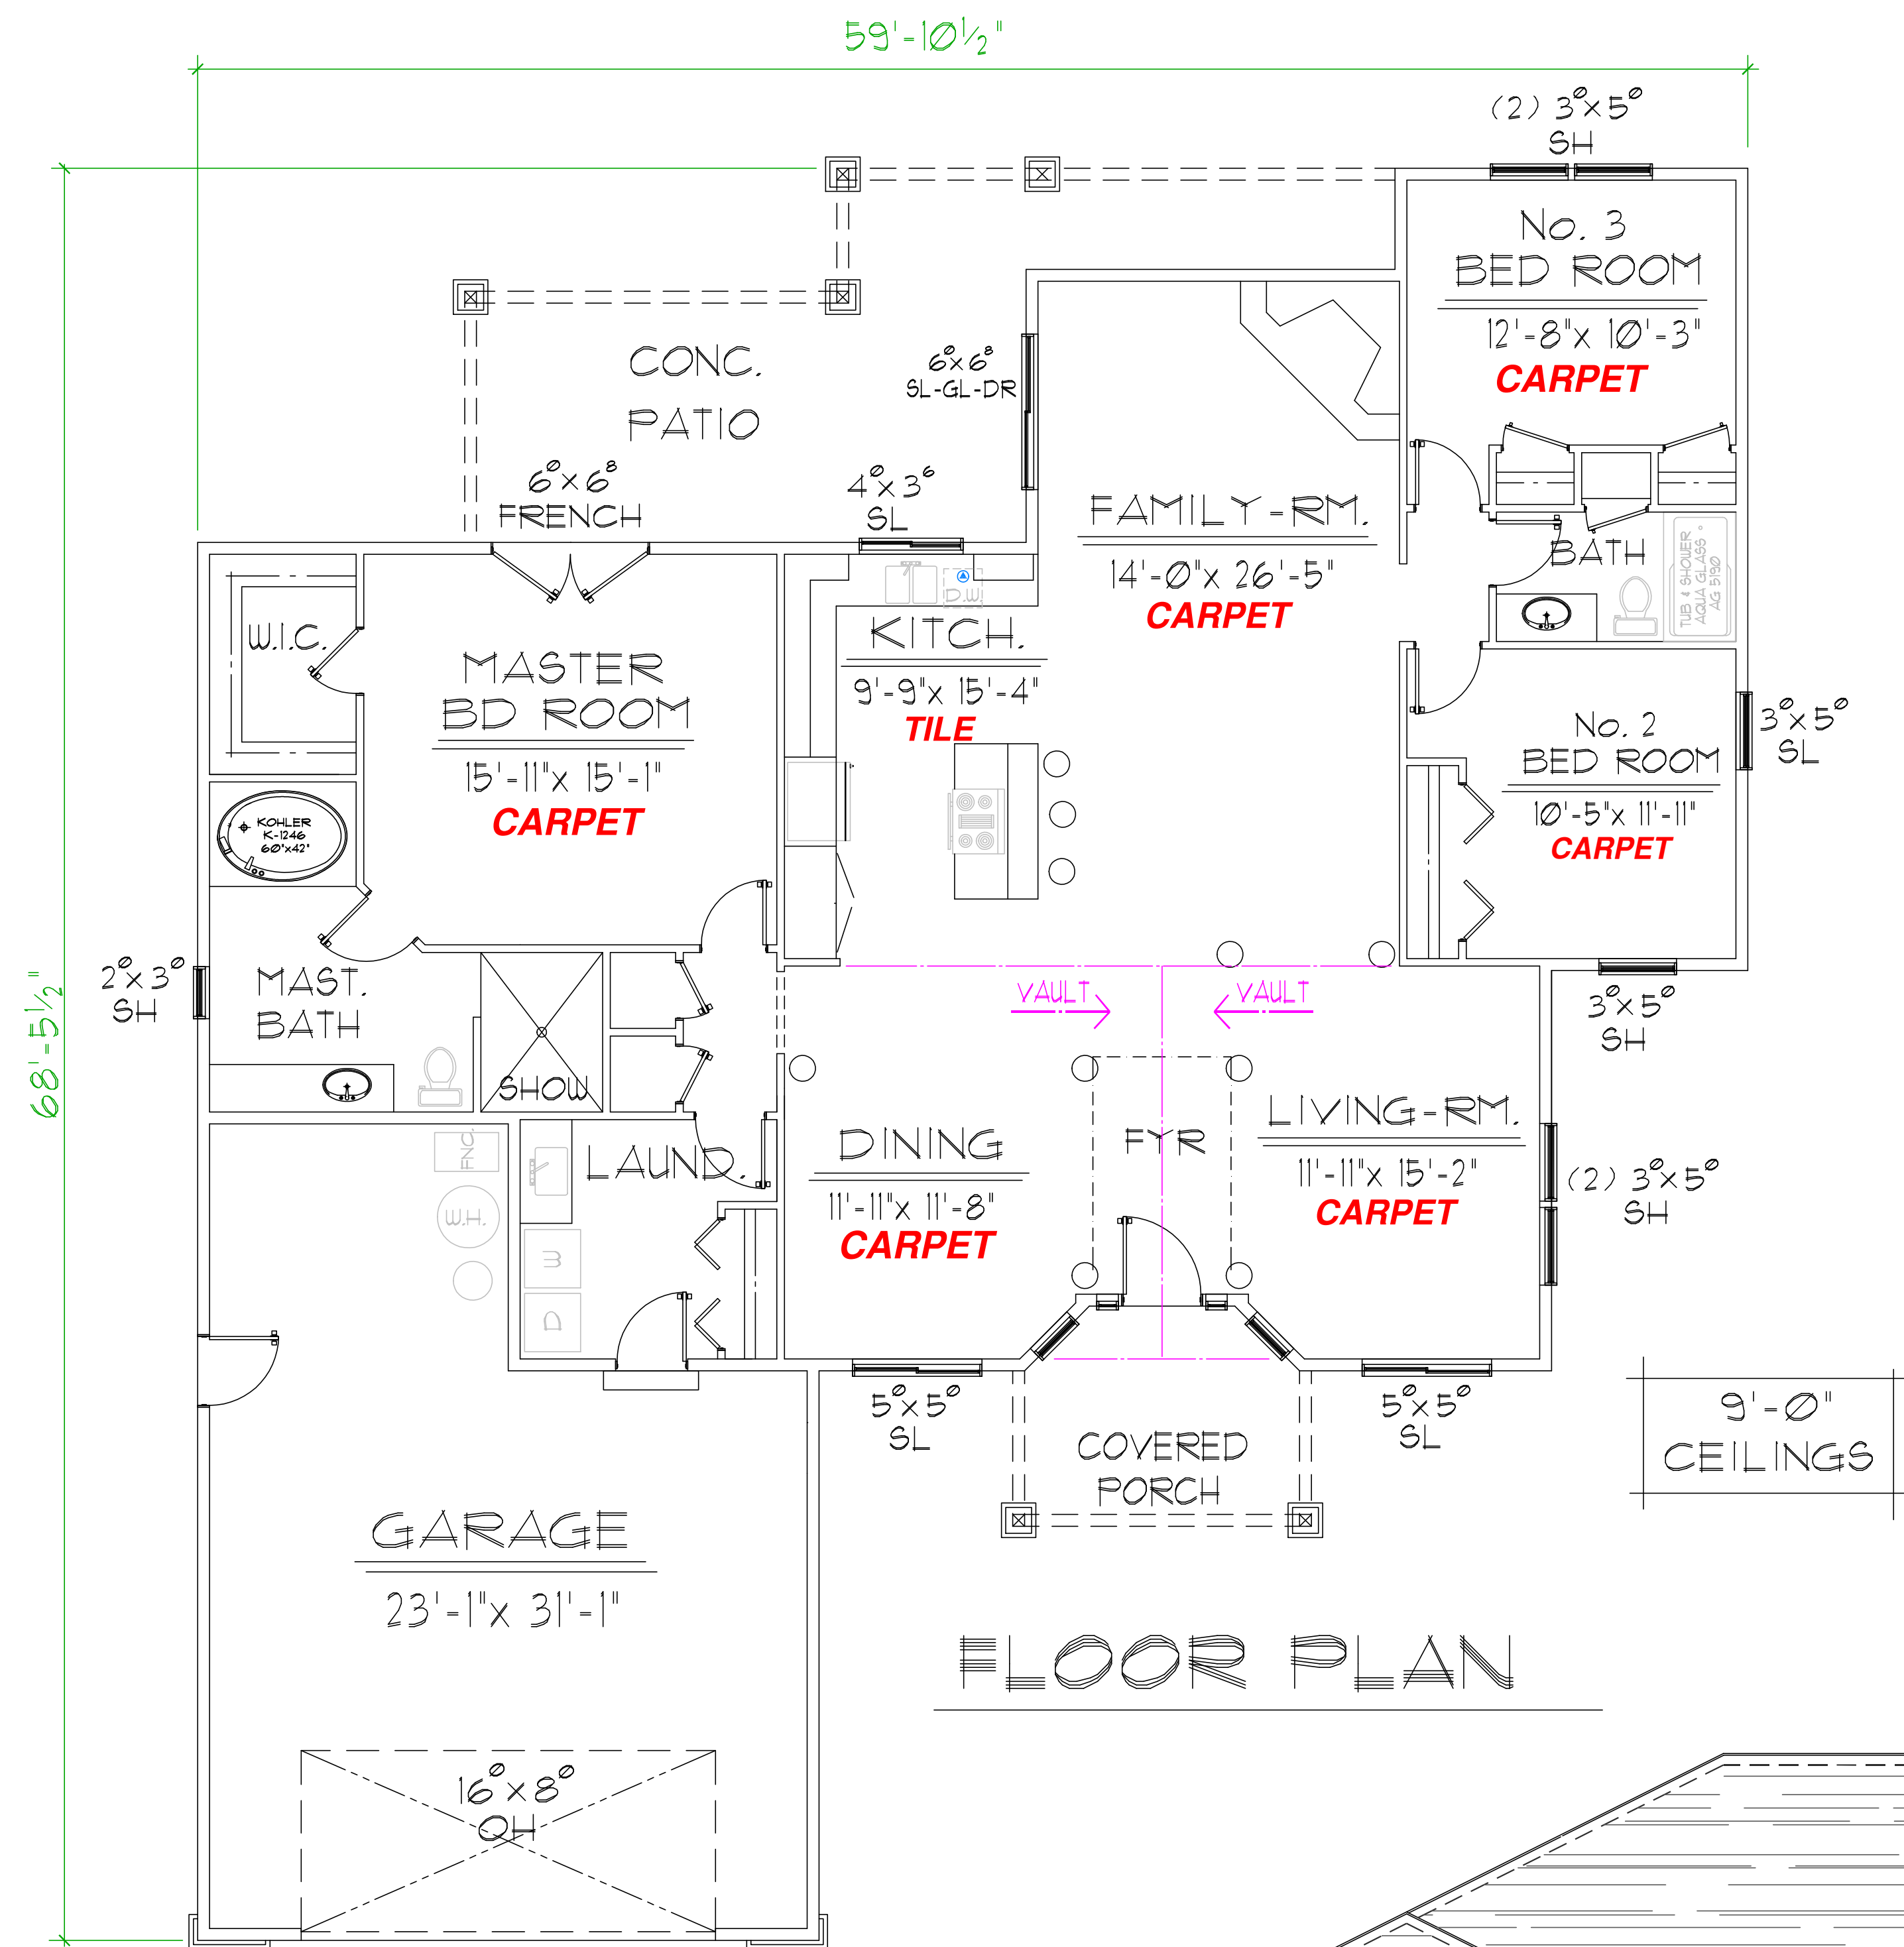 59'-10½"
(2) 3⁰x5⁰
SH
No. 3
BED ROOM
12'-8"x 10'-3"
CARPET
CONC.
PATIO
6⁰x6⁸
SL-GL-DR
6⁰x6⁸
FRENCH
4⁰x3⁶
SL
FAMILY-RM.
14'-0"x 26'-5"
CARPET
BATH
TUB & SHOWER
AQUA GLASS
AG 5190
W.I.C.
D.W.
KITCH.
9'-9"x 15'-4"
TILE
MASTER
BD ROOM
15'-11"x 15'-1"
CARPET
No. 2
BED ROOM
10'-5"x 11'-11"
CARPET
3⁰x5⁰
SL
KOHLER
K-1246
60"x42"
2⁰x3⁰
SH
68'-5½"
MAST.
BATH
SHOW
VAULT
VAULT
3⁰x5⁰
SH
FNC.
W.H.
LAUND.
W
D
DINING
11'-11"x 11'-8"
CARPET
FYR
LIVING-RM.
11'-11"x 15'-2"
CARPET
(2) 3⁰x5⁰
SH
5⁰x5⁰
SL
5⁰x5⁰
SL
COVERED
PORCH
9'-0"
CEILINGS
GARAGE
23'-1"x 31'-1"
FLOOR PLAN
16⁰x8⁰
OH